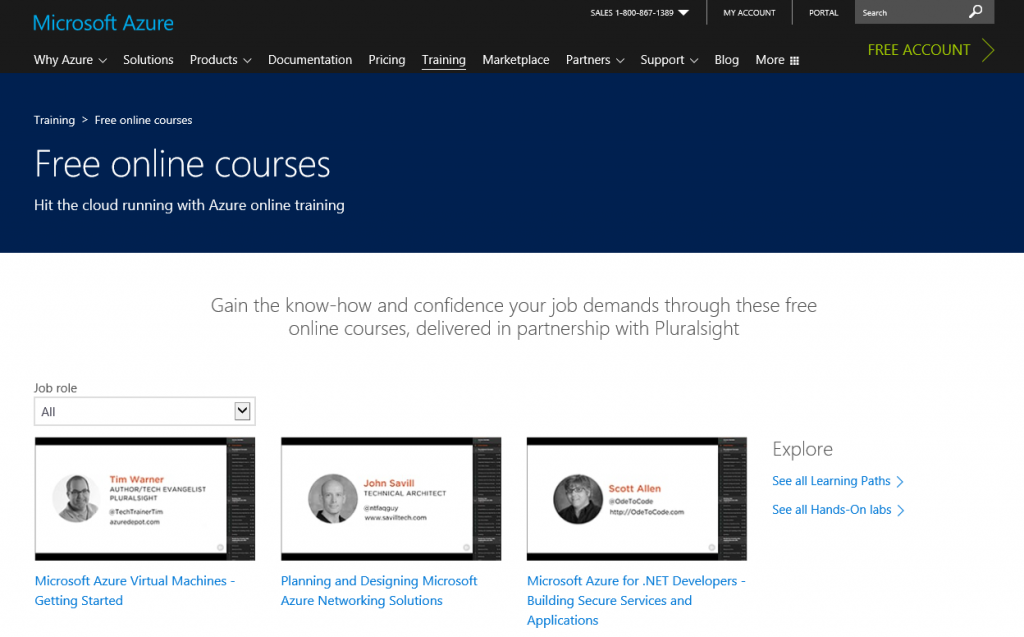 Microsoft Azure
SALES 1-800-867-1389
MY ACCOUNT
PORTAL
Search
FREE ACCOUNT
Why Azure
Solutions
Products
Documentation
Pricing
Training
Marketplace
Partners
Support
Blog
More
Training > Free online courses
Free online courses
Hit the cloud running with Azure online training
Gain the know-how and confidence your job demands through these free
online courses, delivered in partnership with Pluralsight
Job role
All
Tim Warner
AUTHOR/TECH EVANGELIST
PLURALSIGHT
@TechTrainerTim
azuredepot.com
Microsoft Azure Virtual Machines -
Getting Started
John Savill
TECHNICAL ARCHITECT
@ntfaqguy
www.savilltech.com
Planning and Designing Microsoft
Azure Networking Solutions
Scott Allen
@OdeToCode
http://OdeToCode.com
Microsoft Azure for .NET Developers -
Building Secure Services and
Applications
Explore
See all Learning Paths
See all Hands-On labs